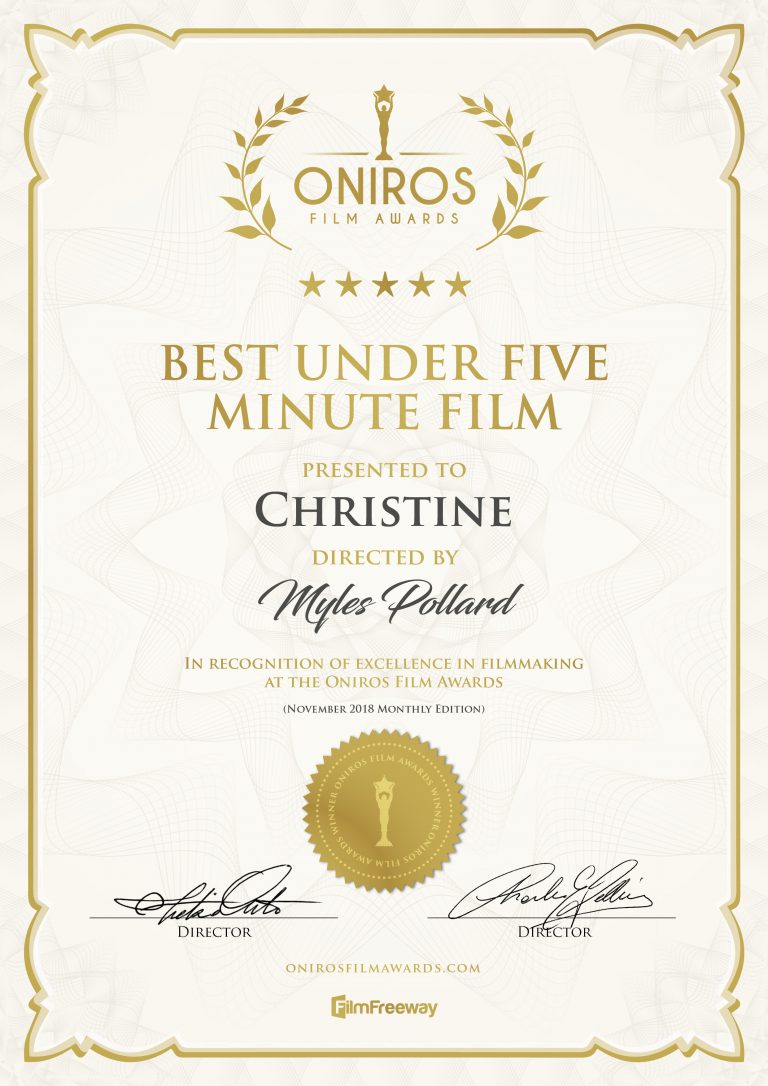 ONIROS
FILM AWARDS
BEST UNDER FIVE
MINUTE FILM
PRESENTED TO
CHRISTINE
DIRECTED BY
Myles Pollard
IN RECOGNITION OF EXCELLENCE IN FILMMAKING
AT THE ONIROS FILM AWARDS
(NOVEMBER 2018 MONTHLY EDITION)
WINNER ONIROS FILM AWARDS WINNER ONIROS FILM AWARDS
DIRECTOR
DIRECTOR
ONIROSFILMAWARDS.COM
FilmFreeway